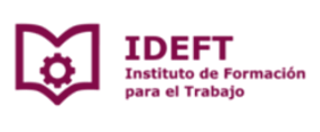 IDEFT
Instituto de Formación
para el Trabajo